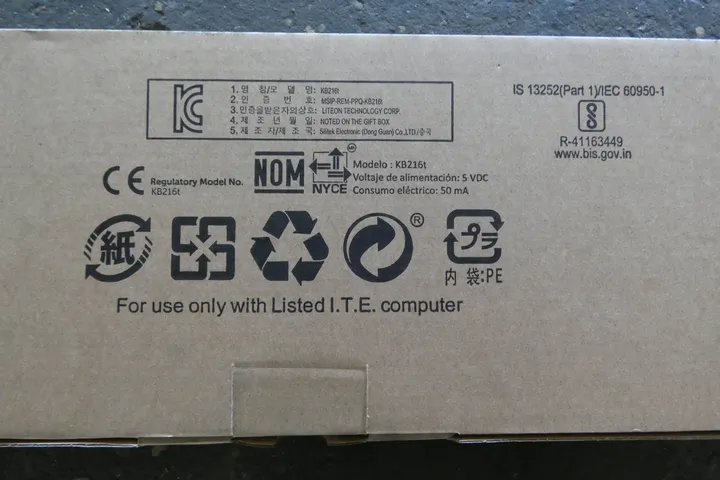 1. 명 칭/모 델 명: KB216t
2. 인 증 번 호: MSIP-REM-PPQ-KB216t
3. 인증을받은자의상호: LITEON TECHNOLOGY CORP.
4. 제 조 년 월 일: NOTED ON THE GIFT BOX
5. 제 조 자/제 조 국: Silitek Electronic (Dong Guan) Co.,LTD/중국
IS 13252(Part 1)/IEC 60950-1
R-41163449
www.bis.gov.in
CE
Regulatory Model No.
KB216t
NOM
NYCE
Modelo : KB216t
Voltaje de alimentación: 5 VDC
Consumo eléctrico: 50 mA
紙
®
プラ
内 袋:PE
For use only with Listed I.T.E. computer